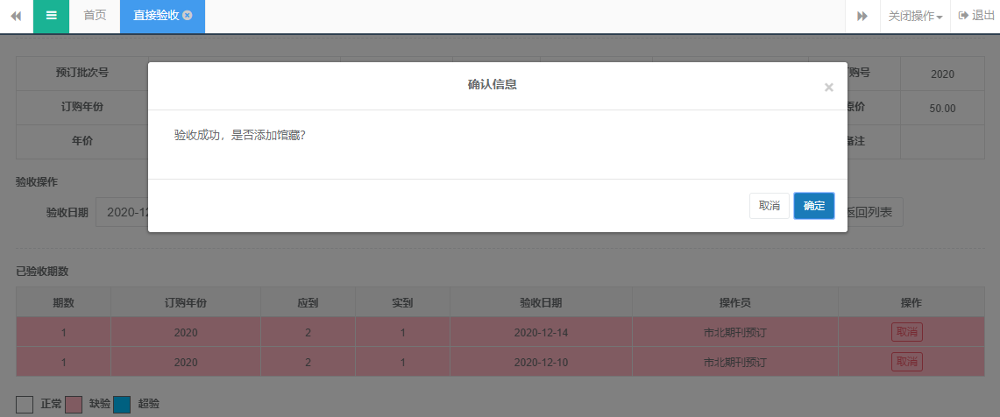 首页 直接验收 关闭操作 退出
预订批次号 购号 2020
确认信息
订购年份 原价 50.00
年价 备注
验收成功，是否添加馆藏?
验收操作
验收日期 2020-12 返回列表
取消 确定
已验收期数
期数 订购年份 应到 实到 验收日期 操作员 操作
1 2020 2 1 2020-12-14 市北期刊预订 取消
1 2020 2 1 2020-12-10 市北期刊预订 取消
正常 缺验 超验